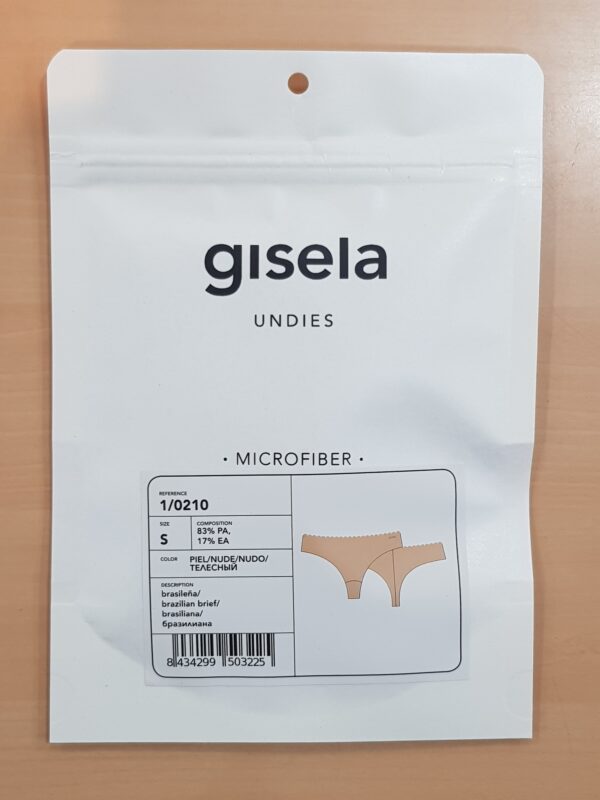 gisela
UNDIES
· MICROFIBER ·
REFERENCE
1/0210
SIZE
S
COMPOSITION
83% PA,
17% EA
COLOR
PIEL/NUDE/NUDO/
ТЕЛЕСНЫЙ
DESCRIPTION
brasileña/
brazilian brief/
brasiliana/
бразилиана
8 434299 503225